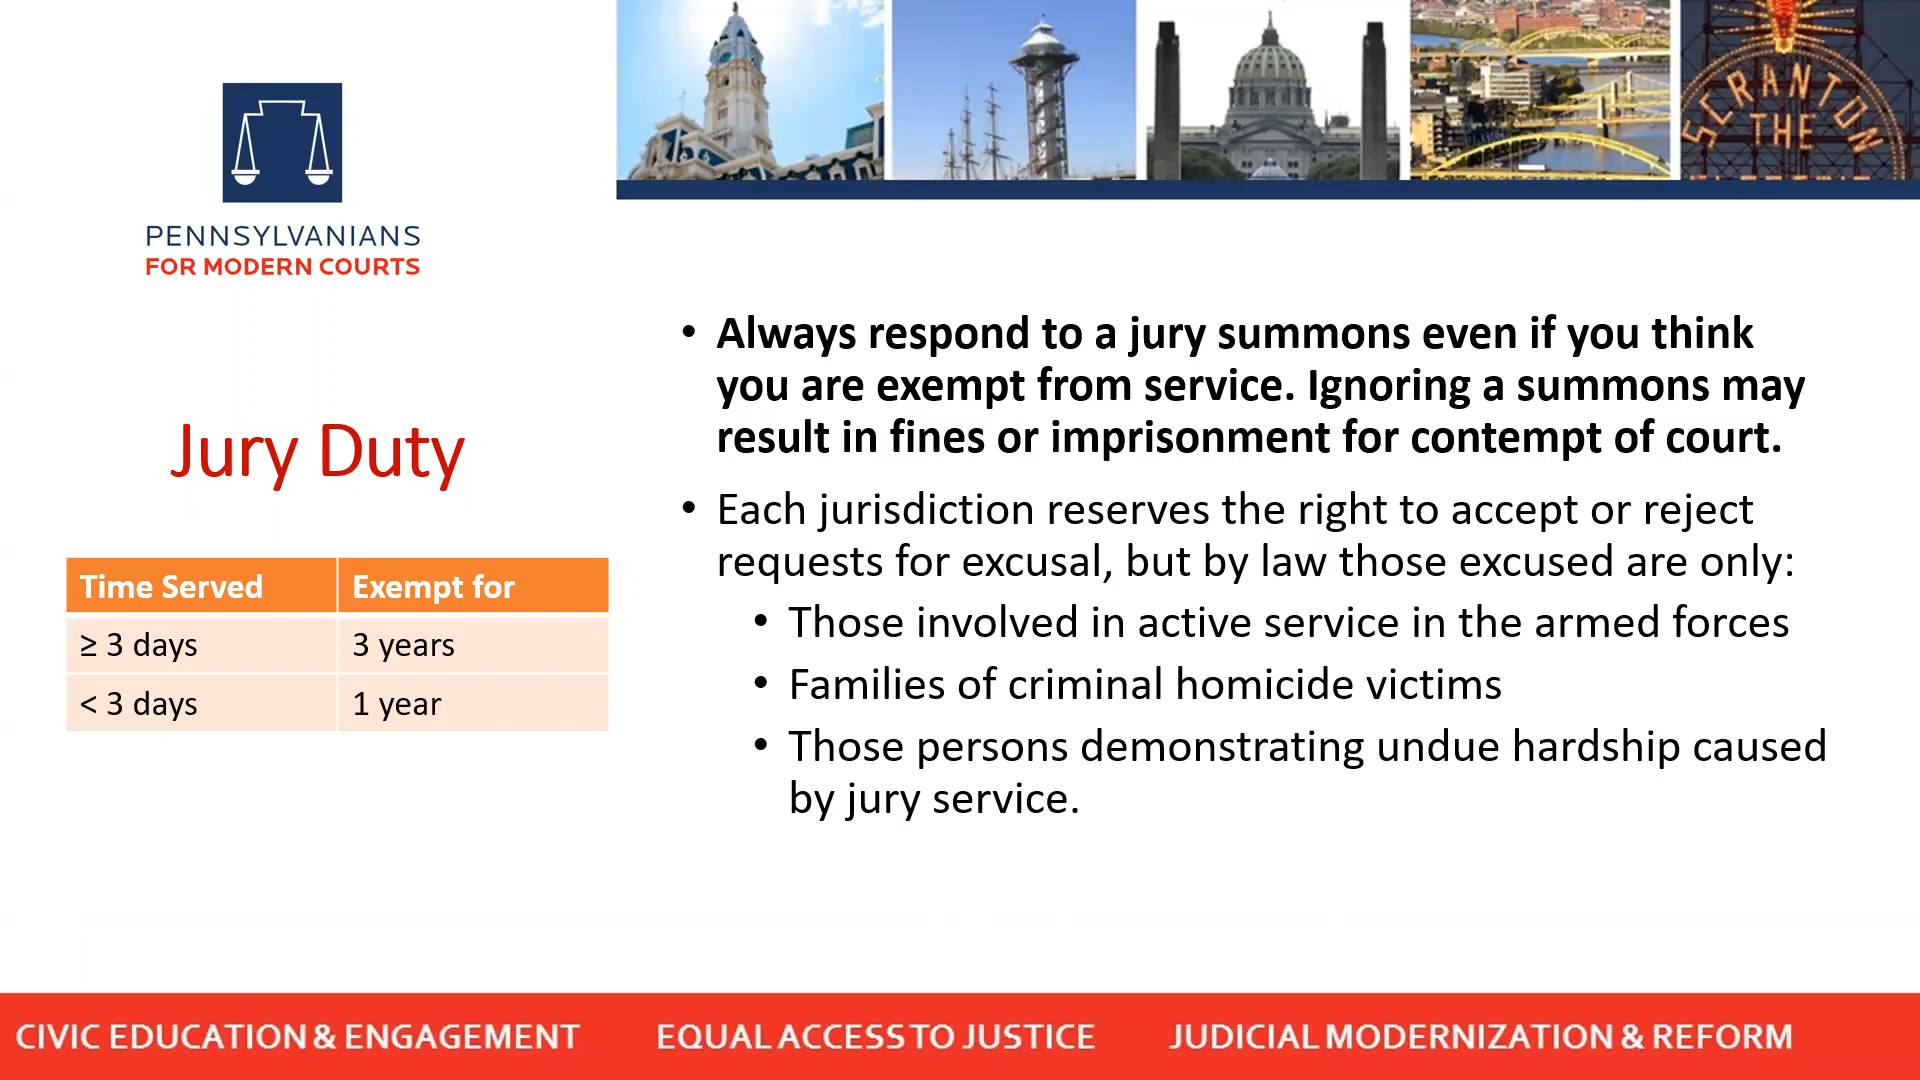 SCRANTON
THE
PENNSYLVANIANS
FOR MODERN COURTS
Jury Duty
Time Served Exempt for
≥ 3 days 3 years
< 3 days 1 year
• Always respond to a jury summons even if you think
you are exempt from service. Ignoring a summons may
result in fines or imprisonment for contempt of court.
• Each jurisdiction reserves the right to accept or reject
requests for excusal, but by law those excused are only:
• Those involved in active service in the armed forces
• Families of criminal homicide victims
• Those persons demonstrating undue hardship caused
by jury service.
CIVIC EDUCATION & ENGAGEMENT EQUAL ACCESS TO JUSTICE JUDICIAL MODERNIZATION & REFORM